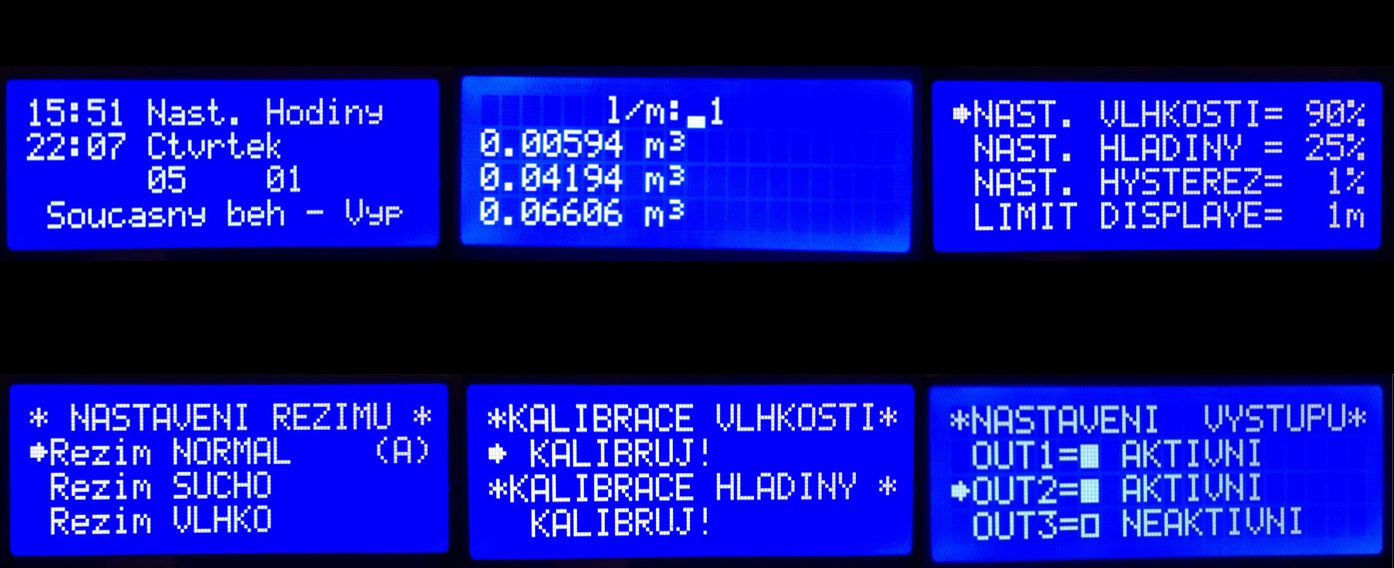 15:51 Nast. Hodiny
22:07 Ctvrtek
05 01
Soucasny beh - Vyp
l/m: 1
0.00594 m³
0.04194 m³
0.06606 m³
NAST. VLHKOSTI= 90%
NAST. HLADINY = 25%
NAST. HYSTEREZ= 1%
LIMIT DISPLAYE= 1m
* NASTAVENI REZIMU *
Rezim NORMAL (A)
Rezim SUCHO
Rezim VLHKO
*KALIBRACE VLHKOSTI*
KALIBRUJ!
*KALIBRACE HLADINY *
KALIBRUJ!
*NASTAVENI VYSTUPU*
OUT1= AKTIVNI
OUT2= AKTIVNI
OUT3= NEAKTIVNI